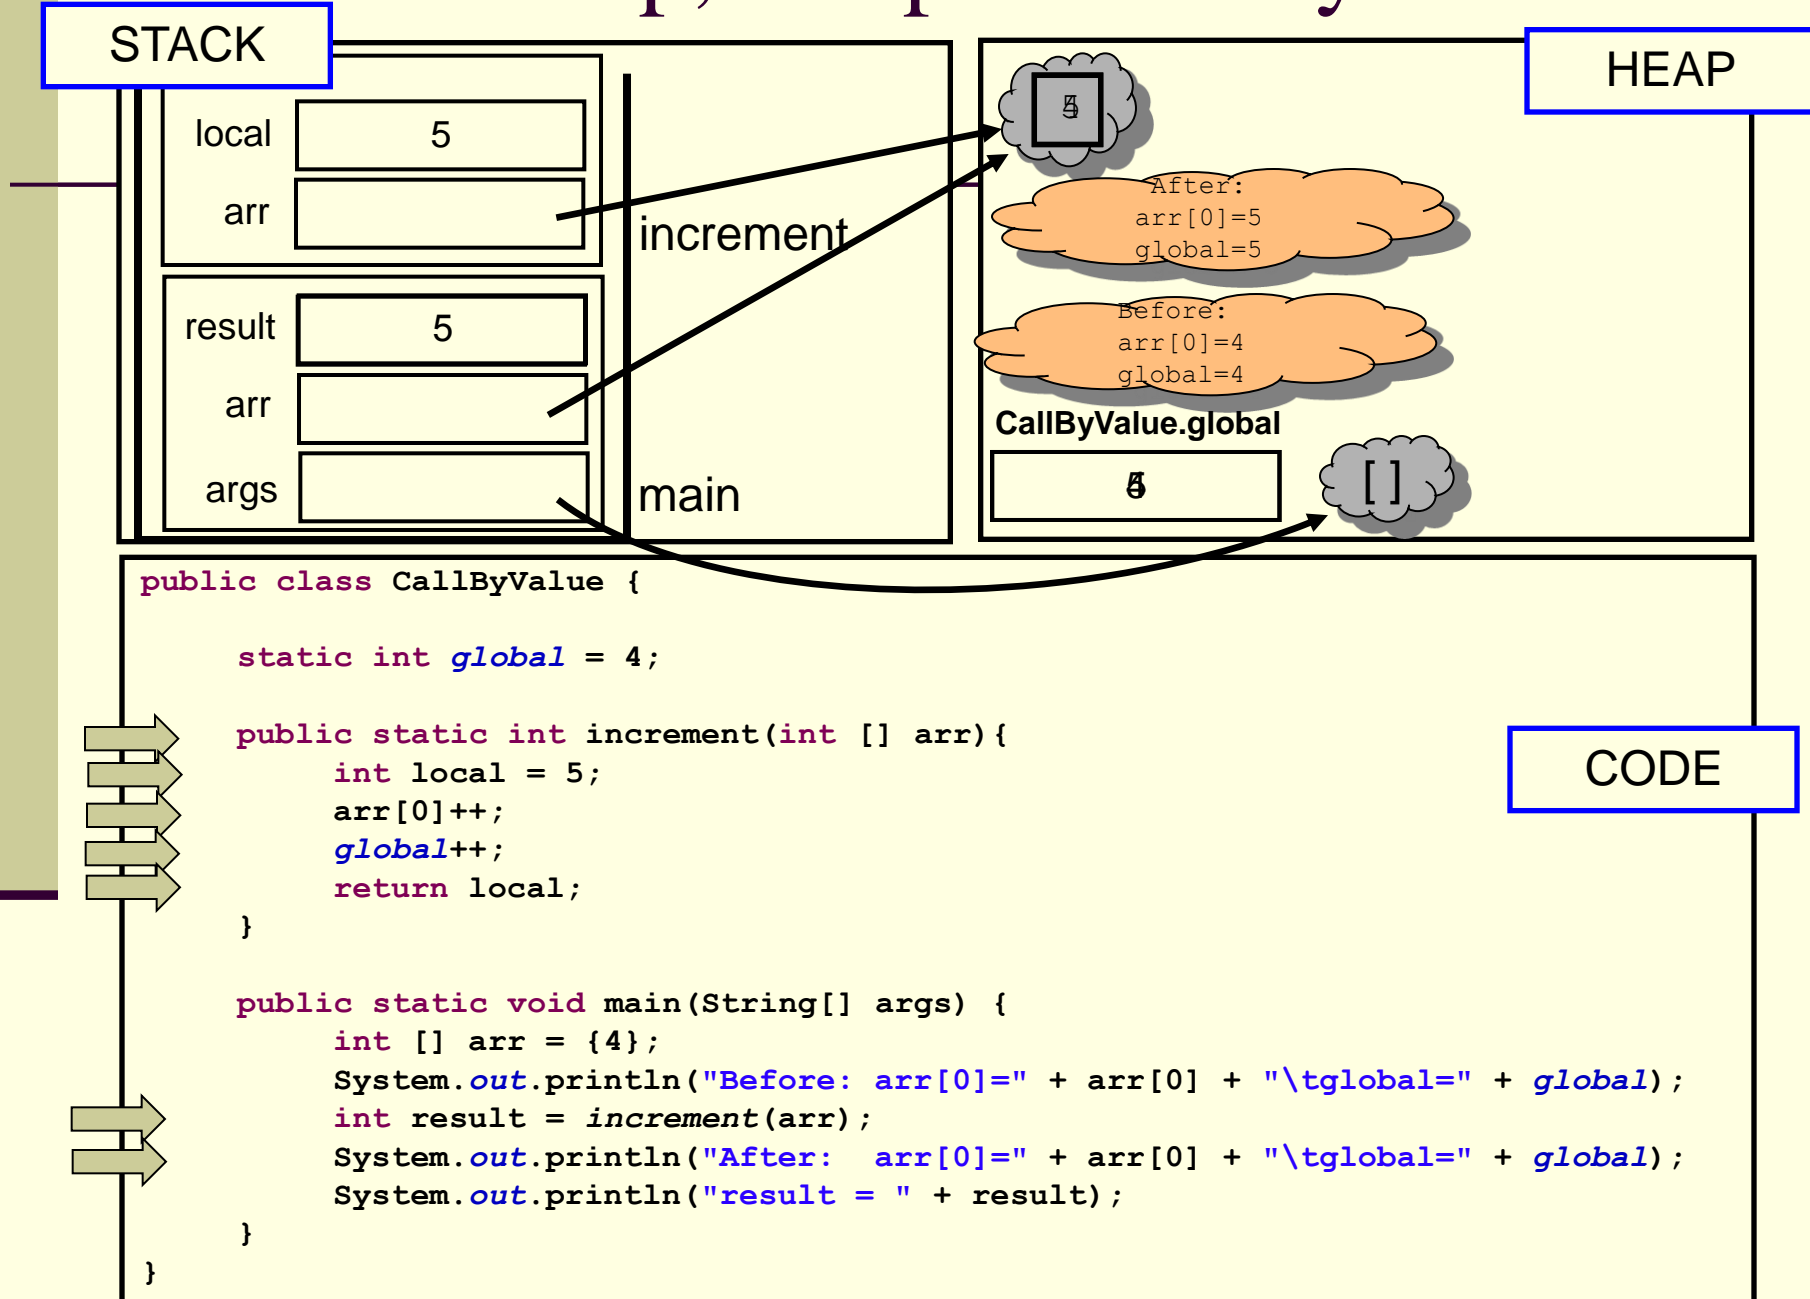 STACK
HEAP
local
5
arr
increment
result
5
arr
args
main
After:
arr[0]=5
global=5
Before:
arr[0]=4
global=4
CallByValue.global
[]
public class CallByValue {
static int global = 4;
public static int increment(int [] arr){
int local = 5;
arr[0]++;
global++;
return local;
}
CODE
public static void main(String[] args) {
int [] arr = {4};
System.out.println("Before: arr[0]=" + arr[0] + "\tglobal=" + global);
int result = increment(arr);
System.out.println("After:  arr[0]=" + arr[0] + "\tglobal=" + global);
System.out.println("result = " + result);
}
}